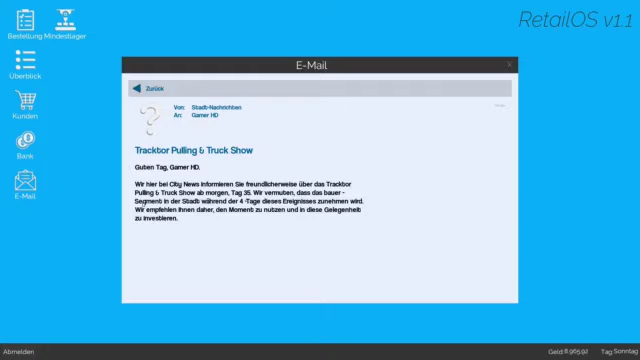 RetailOS v1.1
Bestellung Mindestlager
Überblick
Kunden
Bank
E-Mail
E-Mail
X
Zurück
Von: Stadt-Nachrichten
An: Gamer HD
Tracktor Pulling & Truck Show
Guten Tag, Gamer HD.
Wir hier bei City News informieren Sie freundlicherweise über das Tracktor
Pulling & Truck Show ab morgen, Tag 35. Wir vermuten, dass das bauer -
Segment in der Stadt während der 4 -Tage dieses Ereignisses zunehmen wird.
Wir empfehlen Ihnen daher, den Moment zu nutzen und in diese Gelegenheit
zu investieren.
Abmelden
Geld 8.965,92 Tag Sonntag